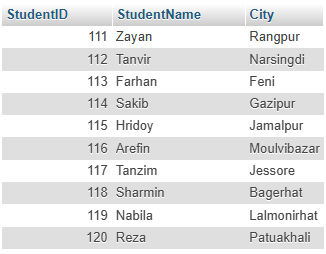 StudentID StudentName City
111 Zayan Rangpur
112 Tanvir Narsingdi
113 Farhan Feni
114 Sakib Gazipur
115 Hridoy Jamalpur
116 Arefin Moulvibazar
117 Tanzim Jessore
118 Sharmin Bagerhat
119 Nabila Lalmonirhat
120 Reza Patuakhali